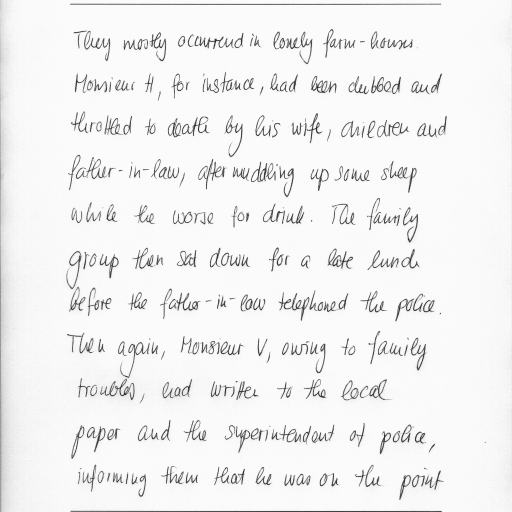 They mostly occurred in lonely farm-houses.
Monsieur H, for instance, had been clubbed and
throttled to death by his wife, children and
father-in-law, after muddling up some sheep
while the worse for drink. The family
group then sat down for a late lunch
before the father-in-law telephoned the police.
Then again, Monsieur V, owing to family
troubles, had written to the local
paper and the superintendent of police,
informing them that he was on the point